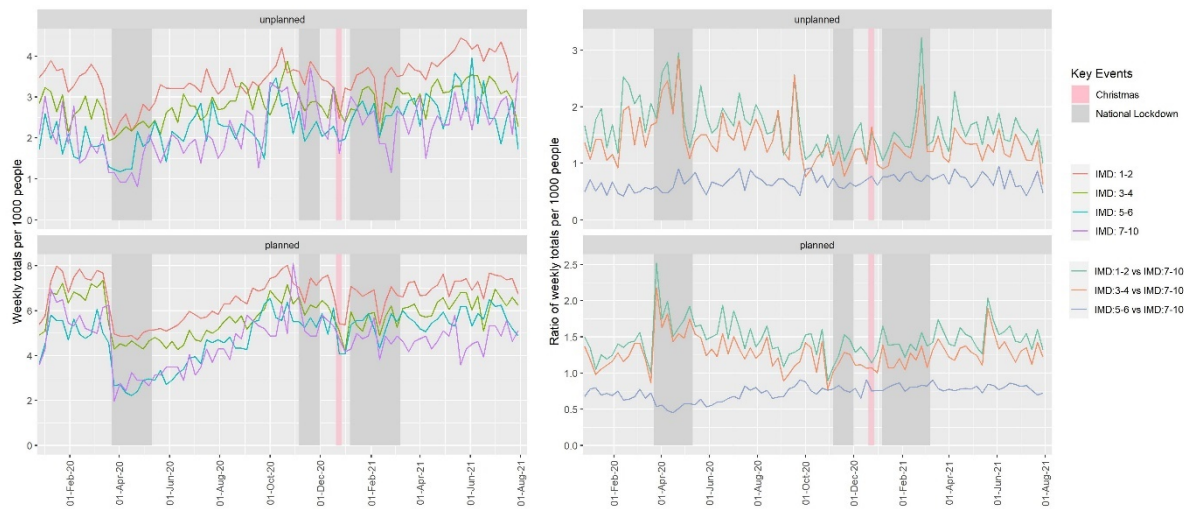 unplanned
4
3
2
1
0
planned
8
6
4
2
0
Weekly totals per 1000 people
01-Feb-20
01-Apr-20
01-Jun-20
01-Aug-20
01-Oct-20
01-Dec-20
01-Feb-21
01-Apr-21
01-Jun-21
01-Aug-21
unplanned
3
2
1
0
planned
2.5
2.0
1.5
1.0
0.5
0.0
Ratio of weekly totals per 1000 people
01-Feb-20
01-Apr-20
01-Jun-20
01-Aug-20
01-Oct-20
01-Dec-20
01-Feb-21
01-Apr-21
01-Jun-21
01-Aug-21
Key Events
Christmas
National Lockdown
IMD: 1-2
IMD: 3-4
IMD: 5-6
IMD: 7-10
IMD:1-2 vs IMD:7-10
IMD:3-4 vs IMD:7-10
IMD:5-6 vs IMD:7-10